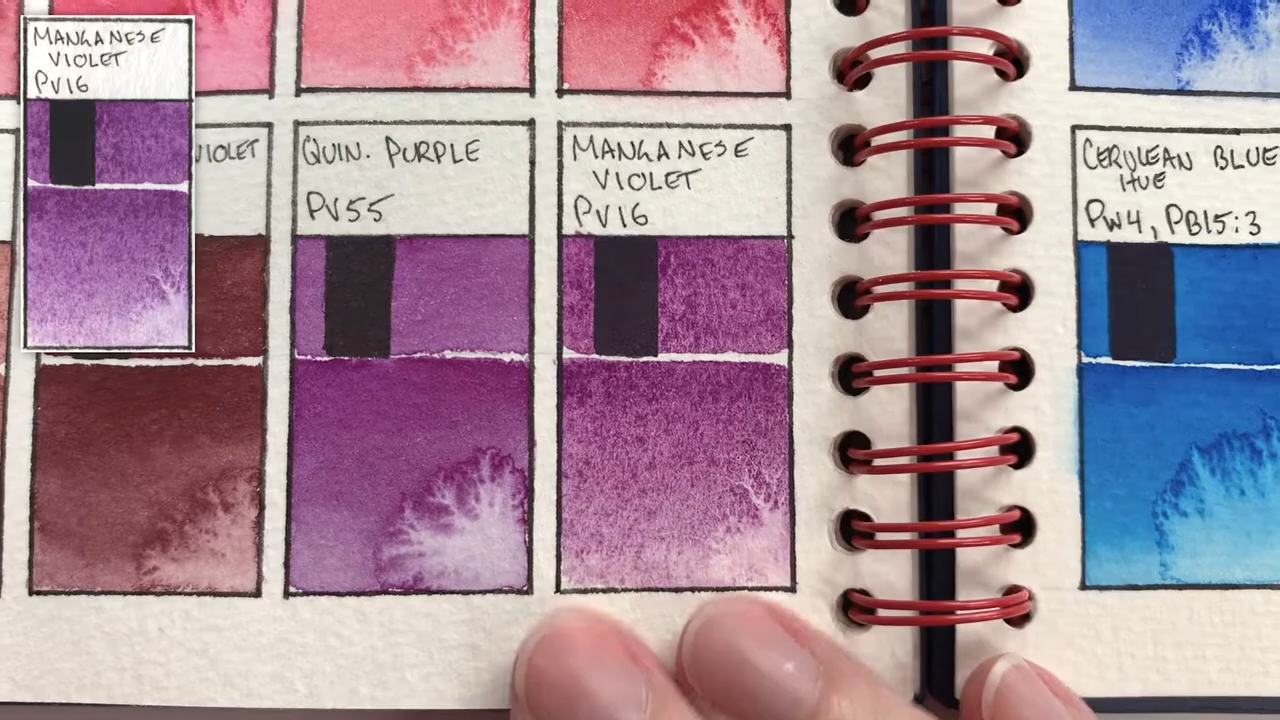 MANGANESE
VIOLET
PV16
VIOLET
QUIN. PURPLE
PV55
MANGANESE
VIOLET
PV16
CERULEAN BLUE
HUE
PW4, PB15:3